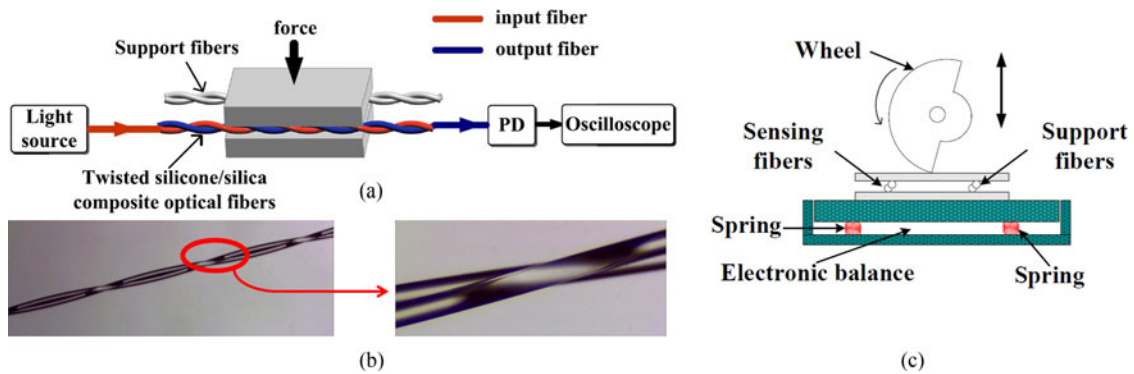 (a)
force
Support fibers
input fiber
output fiber
Light
source
PD
Oscilloscope
Twisted silicone/silica
composite optical fibers
(a)
(b)
Wheel
Sensing
fibers
Support
fibers
Spring
Electronic balance
Spring
(c)